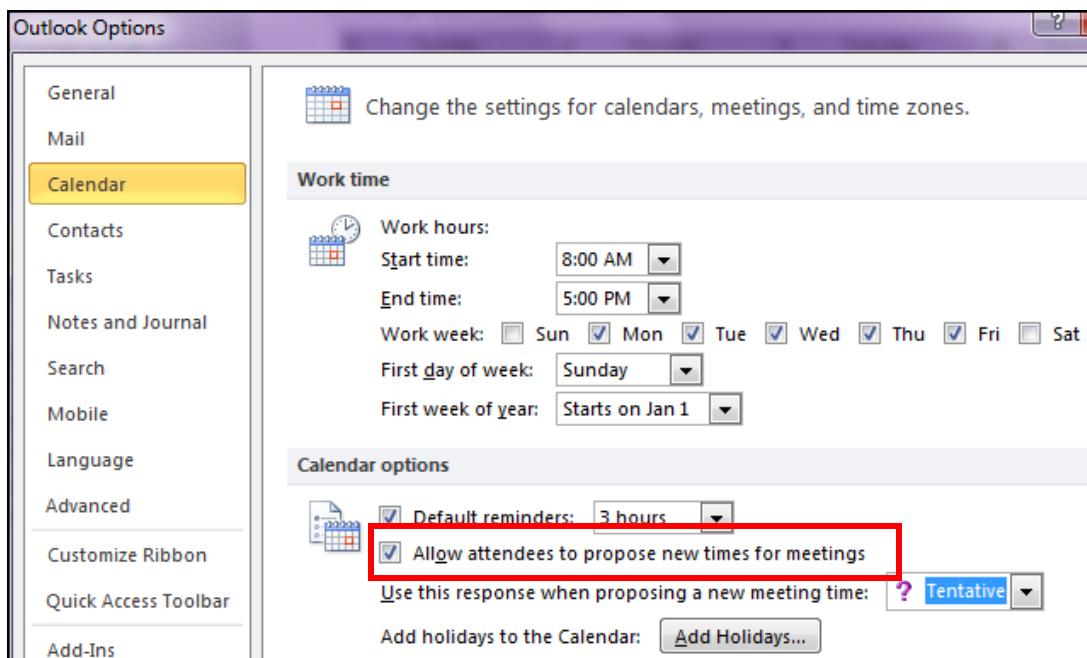 Outlook Options
?
General
Mail
Calendar
Contacts
Tasks
Notes and Journal
Search
Mobile
Language
Advanced
Customize Ribbon
Quick Access Toolbar
Add-Ins
Change the settings for calendars, meetings, and time zones.
Work time
Work hours:
Start time: 8:00 AM
End time: 5:00 PM
Work week: Sun Mon Tue Wed Thu Fri Sat
First day of week: Sunday
First week of year: Starts on Jan 1
Calendar options
Default reminders: 3 hours
Allow attendees to propose new times for meetings
Use this response when proposing a new meeting time: ? Tentative
Add holidays to the Calendar: Add Holidays...